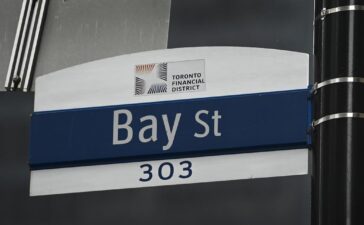 TORONTO
FINANCIAL
DISTRICT
Bay St
303